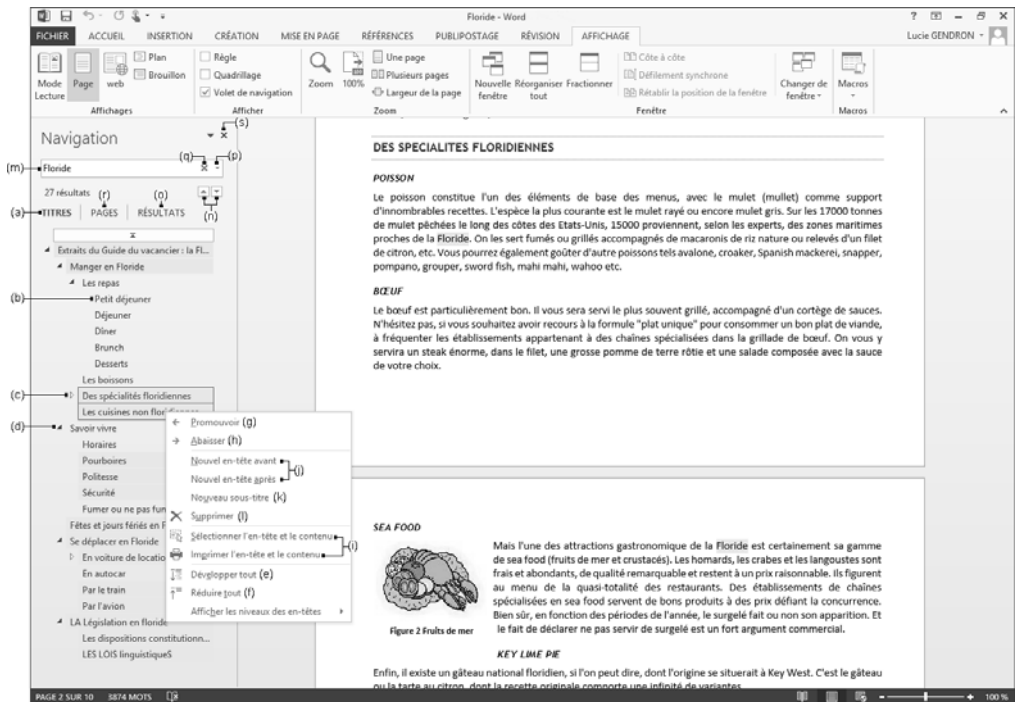 Floride - Word
FICHIER ACCUEIL INSERTION CRÉATION MISE EN PAGE RÉFÉRENCES PUBLIPOSTAGE RÉVISION AFFICHAGE Lucie GENDRON
Mode Lecture
Page
web
Plan
Brouillon
Affichages
Règle
Quadrillage
Volet de navigation
Afficher
Zoom
100%
Une page
Plusieurs pages
Largeur de la page
Zoom
Nouvelle fenêtre
Réorganiser tout
Fractionner
Côte à côte
Défilement synchrone
Rétablir la position de la fenêtre
Changer de fenêtre
Fenêtre
Macros
Macros
Navigation
(s)
(q) (p)
(m) Floride
27 résultats
(r) (o) (n)
(a) TITRES PAGES RÉSULTATS
Extraits du Guide du vacancier : la Fl...
Manger en Floride
Les repas
(b) Petit déjeuner
Déjeuner
Dîner
Brunch
Desserts
Les boissons
(c) Des spécialités floridiennes
Les cuisines non flor
(d) Savoir vivre
Horaires
Pourboires
Politesse
Sécurité
Fumer ou ne pas fum
Fêtes et jours fériés en F
Se déplacer en Floride
En voiture de locatio
En autocar
Par le train
Par l'avion
LA Législation en floride
Les dispositions constitutionn...
LES LOIS linguistiqueS
Promouvoir (g)
Abaisser (h)
Nouvel en-tête avant
(j)
Nouvel en-tête après
Nouveau sous-titre (k)
Supprimer (l)
Sélectionner l'en-tête et le contenu
(i)
Imprimer l'en-tête et le contenu
Développer tout (e)
Réduire tout (f)
Afficher les niveaux des en-têtes
DES SPECIALITES FLORIDIENNES
POISSON
Le poisson constitue l'un des éléments de base des menus, avec le mulet (mullet) comme support
d'innombrables recettes. L'espèce la plus courante est le mulet rayé ou encore mulet gris. Sur les 17000 tonnes
de mulet pêchées le long des côtes des Etats-Unis, 15000 proviennent, selon les experts, des zones maritimes
proches de la Floride. On les sert fumés ou grillés accompagnés de macaronis de riz nature ou relevés d'un filet
de citron, etc. Vous pourrez également goûter d'autre poissons tels avalone, croaker, Spanish mackerei, snapper,
pompano, grouper, sword fish, mahi mahi, wahoo etc.
BŒUF
Le bœuf est particulièrement bon. Il vous sera servi le plus souvent grillé, accompagné d'un cortège de sauces.
N'hésitez pas, si vous souhaitez avoir recours à la formule "plat unique" pour consommer un bon plat de viande,
à fréquenter les établissements appartenant à des chaînes spécialisées dans la grillade de bœuf. On vous y
servira un steak énorme, dans le filet, une grosse pomme de terre rôtie et une salade composée avec la sauce
de votre choix.
SEA FOOD
Mais l'une des attractions gastronomique de la Floride est certainement sa gamme
de sea food (fruits de mer et crustacés). Les homards, les crabes et les langoustes sont
frais et abondants, de qualité remarquable et restent à un prix raisonnable. Ils figurent
au menu de la quasi-totalité des restaurants. Des établissements de chaînes
spécialisées en sea food servent de bons produits à des prix défiant la concurrence.
Bien sûr, en fonction des périodes de l'année, le surgelé fait ou non son apparition. Et
le fait de déclarer ne pas servir de surgelé est un fort argument commercial.
Figure 2 Fruits de mer
KEY LIME PIE
Enfin, il existe un gâteau national floridien, si l'on peut dire, dont l'origine se situerait à Key West. C'est le gâteau
ou la tarte au citron, dont la recette originale comporte une infinité de variantes.
PAGE 2 SUR 10 3874 MOTS 100 %